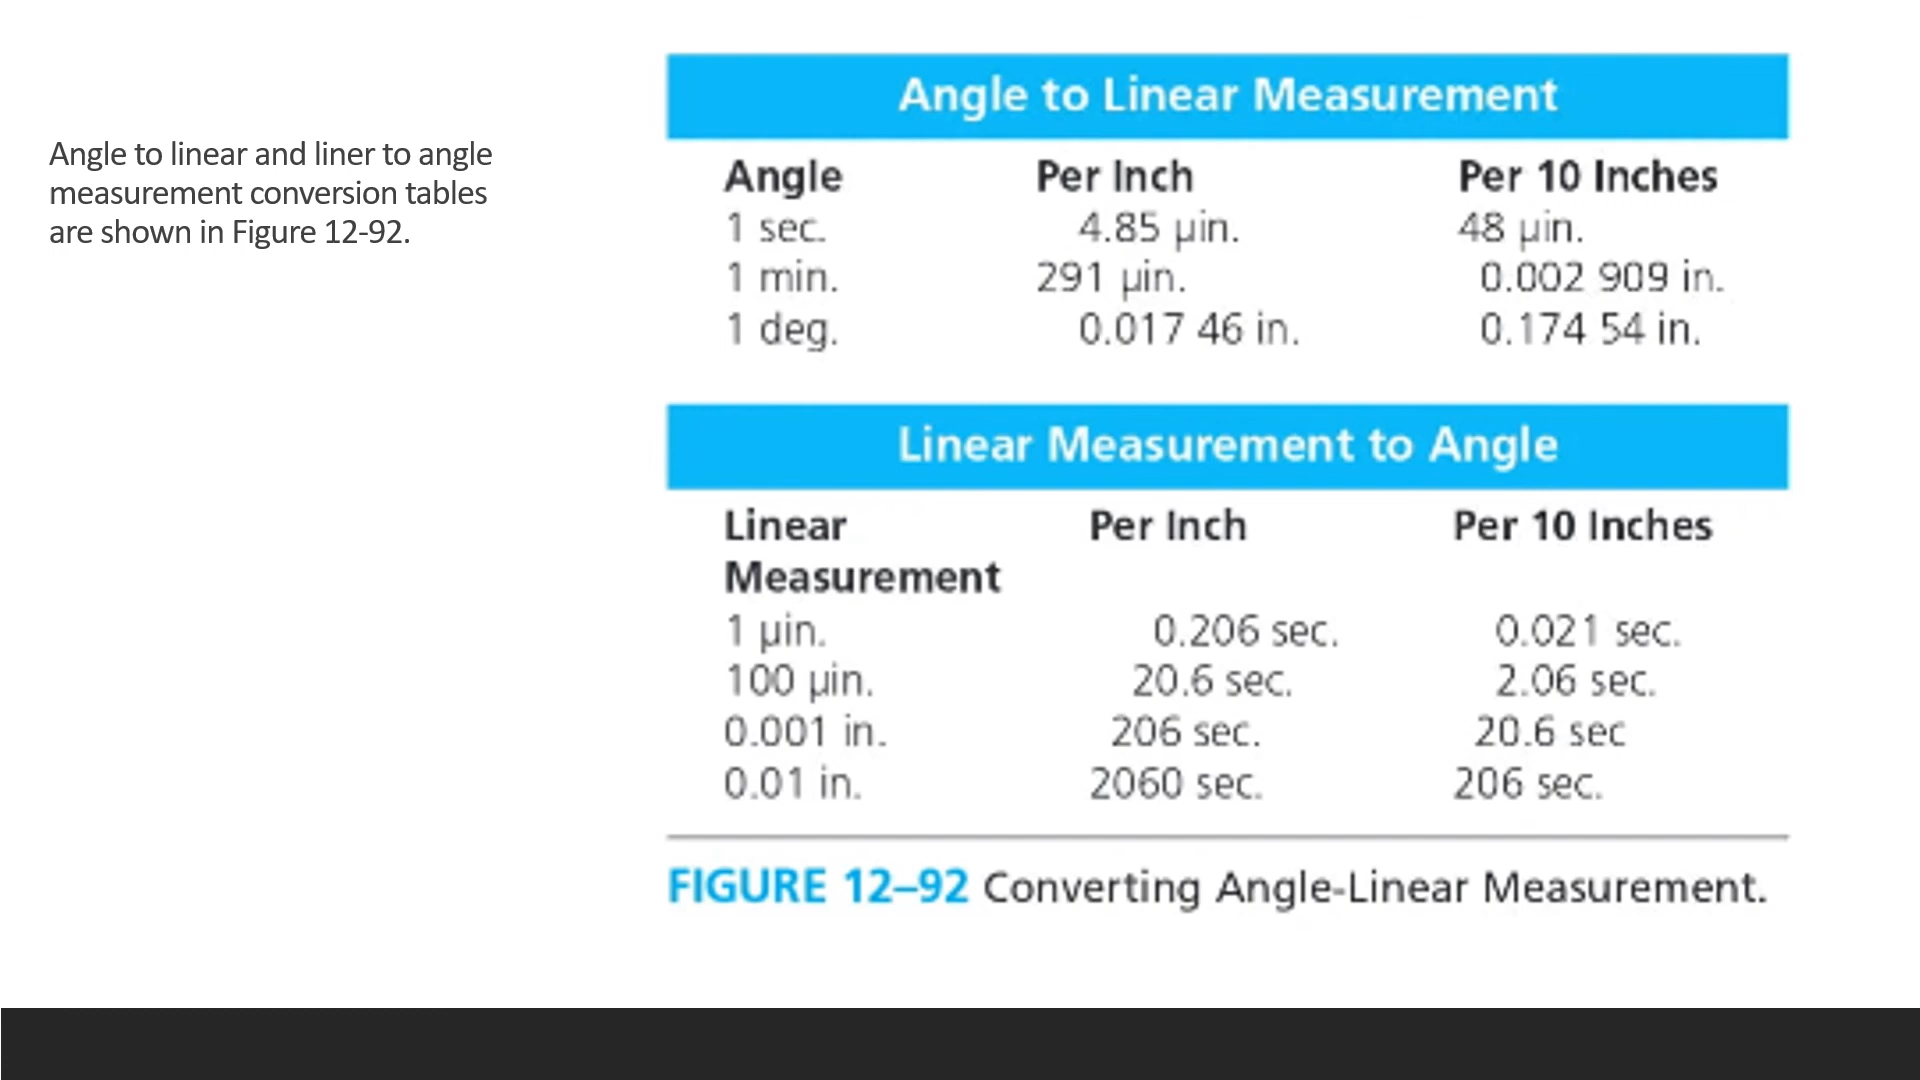 Angle to linear and liner to angle
measurement conversion tables
are shown in Figure 12-92.
Angle to Linear Measurement
Angle Per Inch Per 10 Inches
1 sec. 4.85 µin. 48 µin.
1 min. 291 µin. 0.002 909 in.
1 deg. 0.017 46 in. 0.174 54 in.
Linear Measurement to Angle
Linear Per Inch Per 10 Inches
Measurement
1 µin. 0.206 sec. 0.021 sec.
100 µin. 20.6 sec. 2.06 sec.
0.001 in. 206 sec. 20.6 sec
0.01 in. 2060 sec. 206 sec.
FIGURE 12–92 Converting Angle-Linear Measurement.